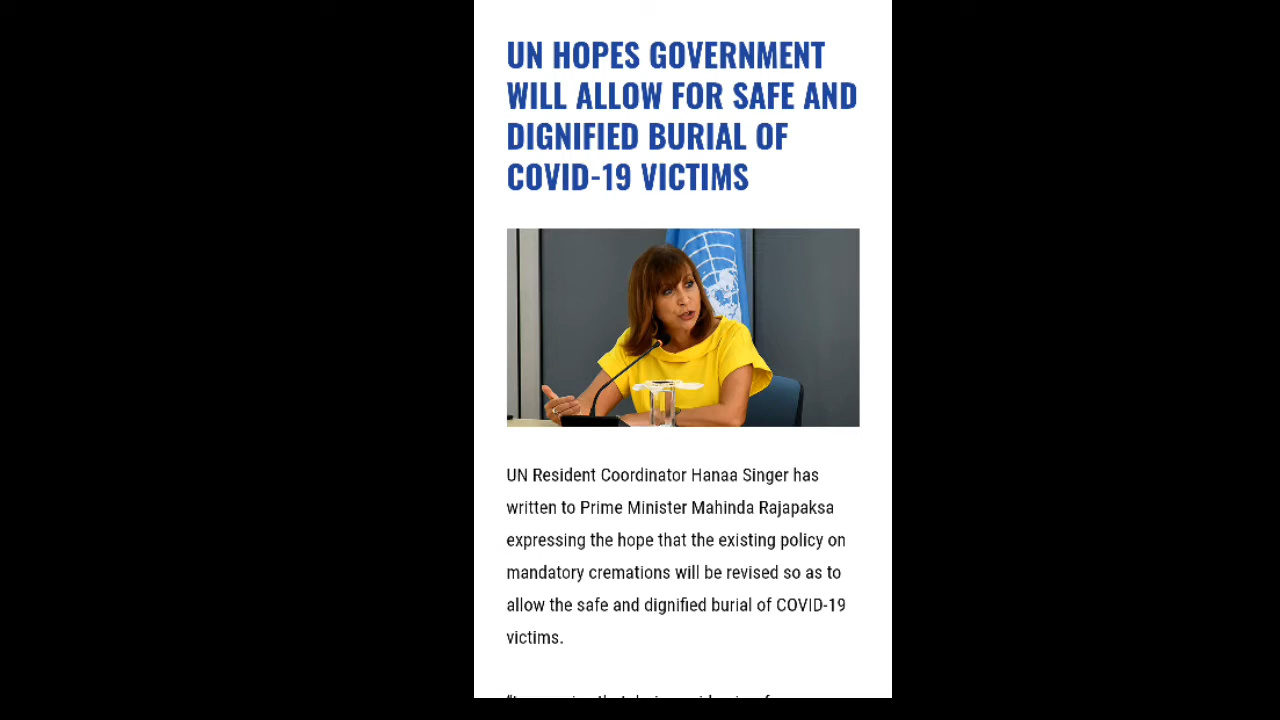 UN HOPES GOVERNMENT
WILL ALLOW FOR SAFE AND
DIGNIFIED BURIAL OF
COVID-19 VICTIMS
UN Resident Coordinator Hanaa Singer has
written to Prime Minister Mahinda Rajapaksa
expressing the hope that the existing policy on
mandatory cremations will be revised so as to
allow the safe and dignified burial of COVID-19
victims.